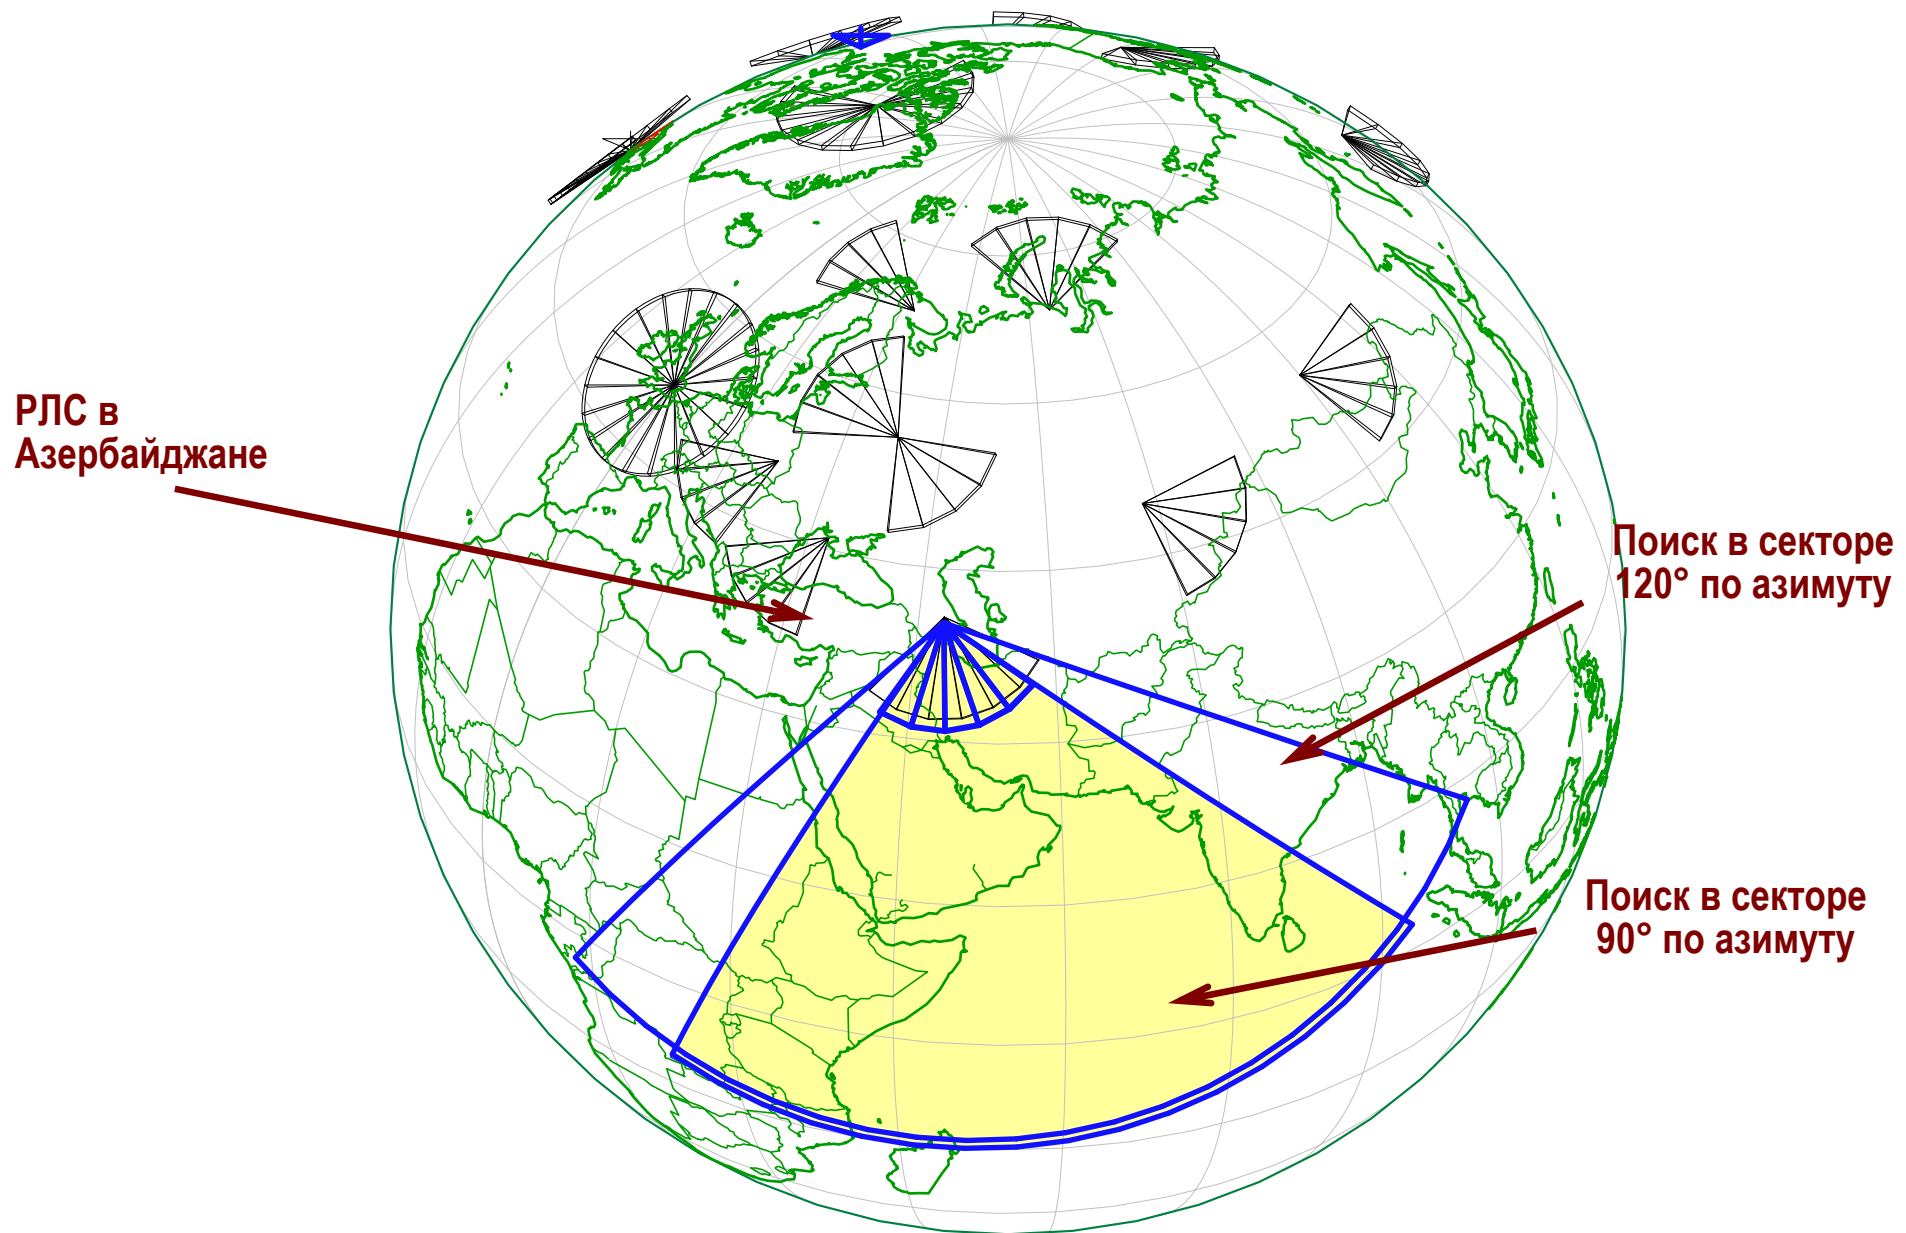 РЛС в
Азербайджане
Поиск в секторе
120° по азимуту
Поиск в секторе
90° по азимуту